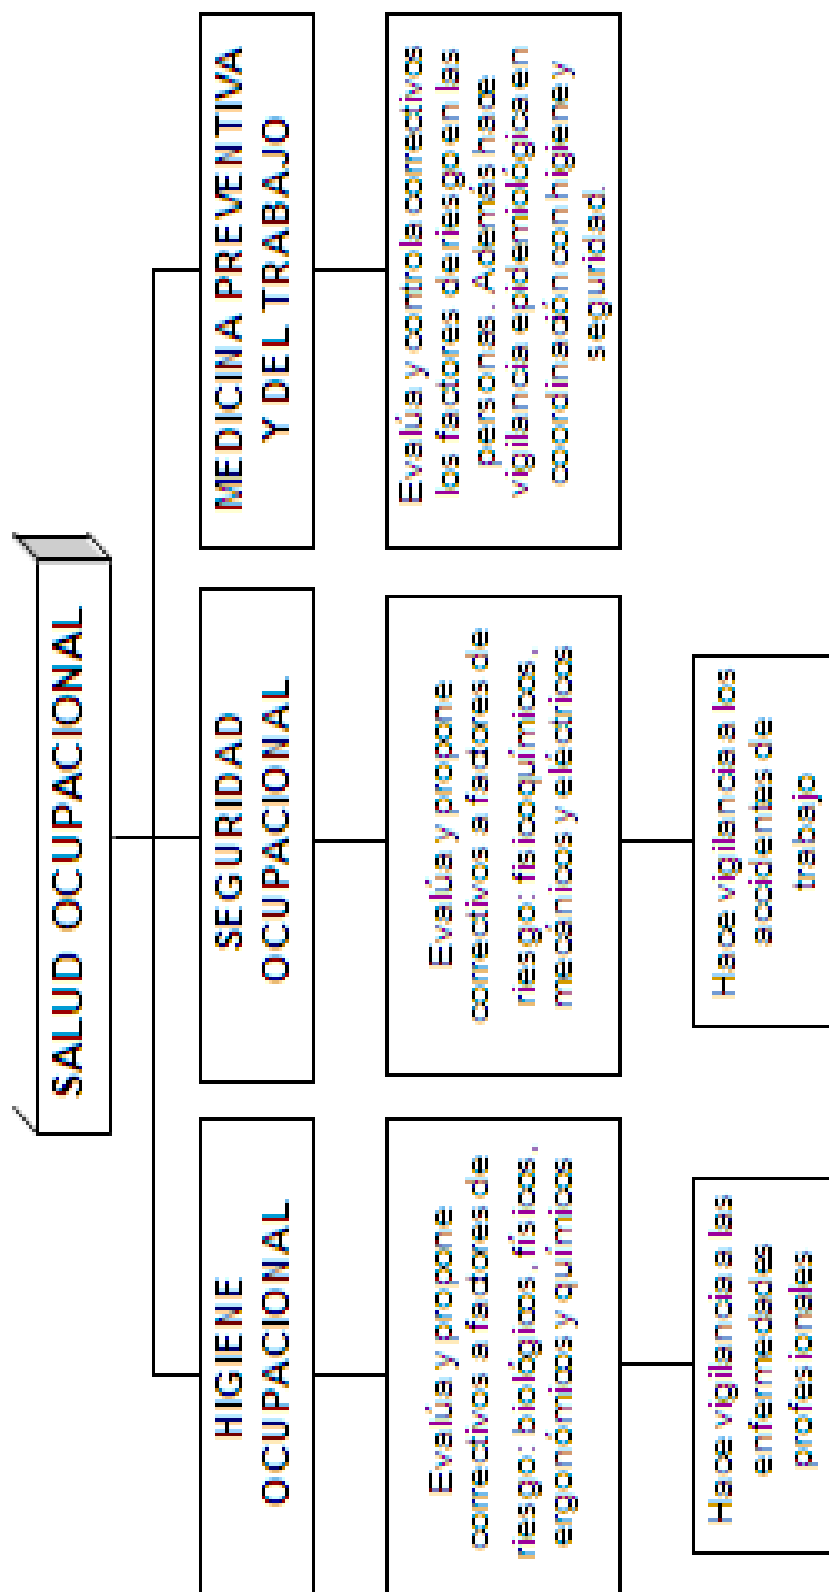 SALUD OCUPACIONAL
HIGIENE
OCUPACIONAL
SEGURIDAD
OCUPACIONAL
MEDICINA PREVENTIVA
Y DEL TRABAJO
Evalúa y propone
correctivos a factores de
riesgo: biológicos, físicos,
ergonómicos y químicos
Evalúa y propone
correctivos a factores de
riesgo: fisicoquímicos,
mecánicos y eléctricos
Evalúa y controla correctivos
los factores de riesgo en las
personas. Además hace
vigilancia epidemiológica en
coordinación con higiene y
seguridad.
Hace vigilancia a las
enfermedades
profesionales
Hace vigilancia a los
accidentes de
trabajo